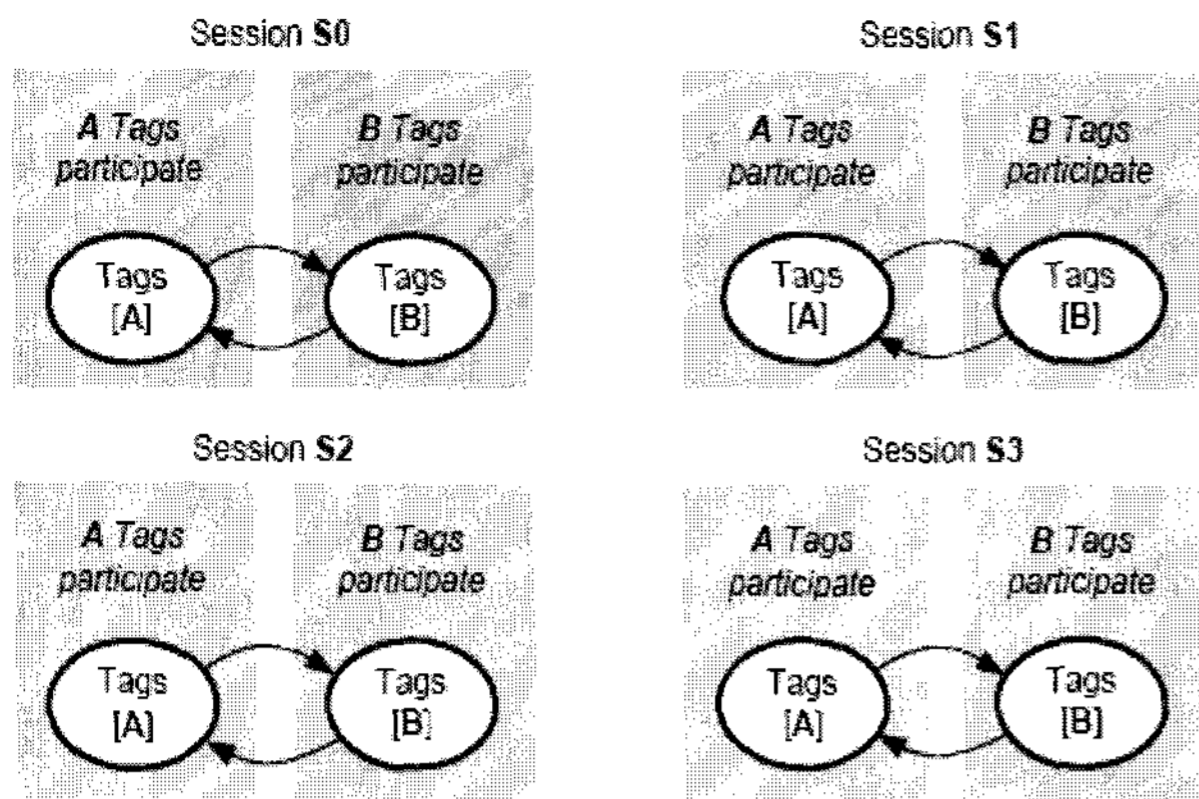 Session S0
A Tags
participate
B Tags
participate
Tags
[A]
Tags
[B]
Session S1
A Tags
participate
B Tags
participate
Tags
[A]
Tags
[B]
Session S2
A Tags
participate
B Tags
participate
Tags
[A]
Tags
[B]
Session S3
A Tags
participate
B Tags
participate
Tags
[A]
Tags
[B]